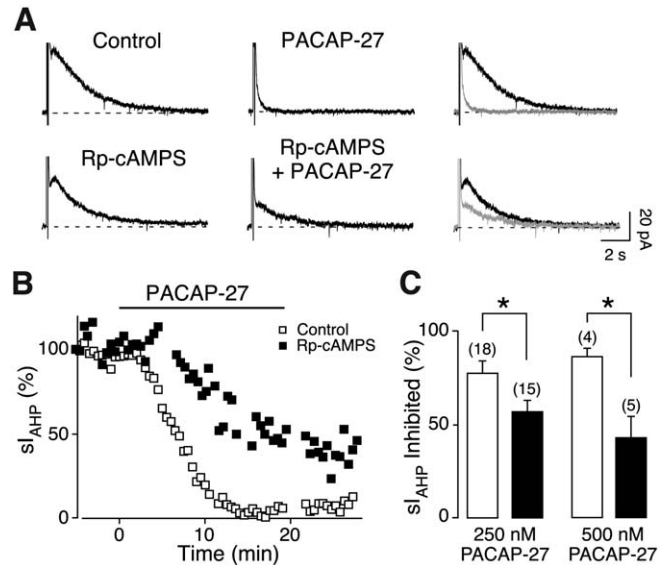 A
Control
PACAP-27
Rp-cAMPS
Rp-cAMPS
+ PACAP-27
20 pA
2 s
B
PACAP-27
Control
Rp-cAMPS
100
50
0
sI_AHP (%)
0
10
20
Time (min)
C
*
*
(18)
(15)
(4)
(5)
100
50
0
sI_AHP Inhibited (%)
250 nM
PACAP-27
500 nM
PACAP-27